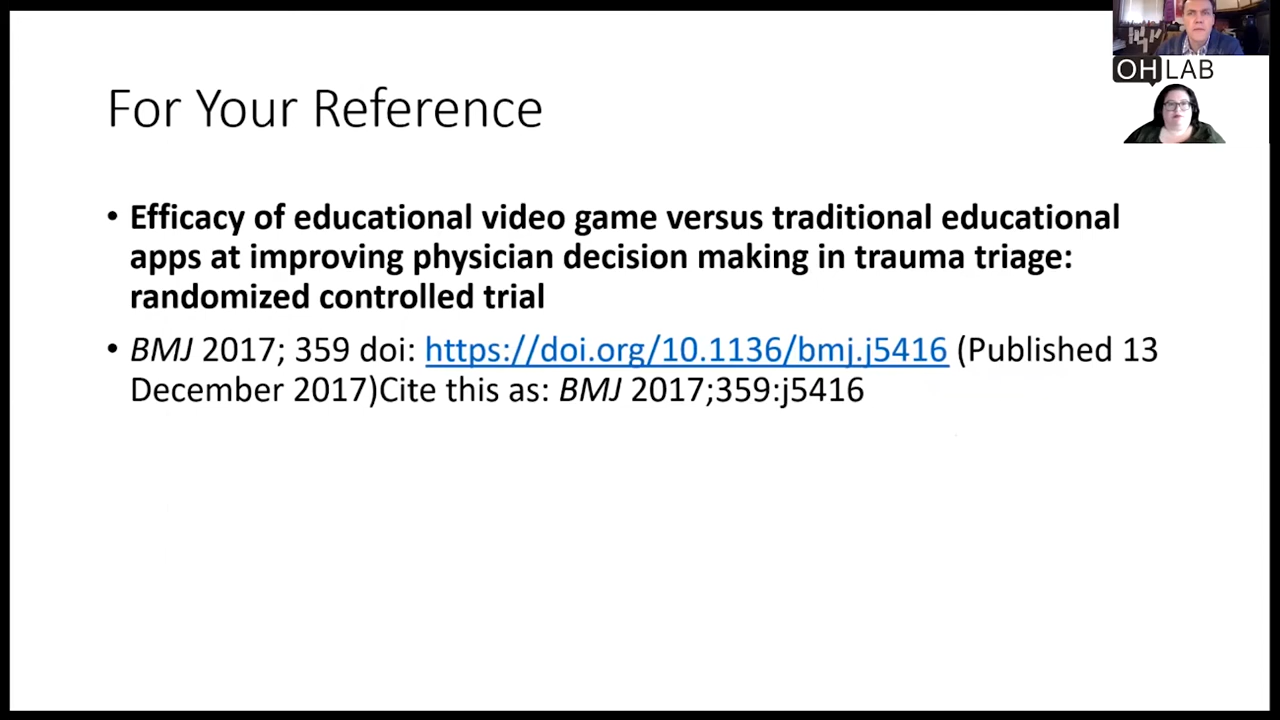 OHLAB
For Your Reference
• Efficacy of educational video game versus traditional educational
apps at improving physician decision making in trauma triage:
randomized controlled trial
• BMJ 2017; 359 doi: https://doi.org/10.1136/bmj.j5416 (Published 13
December 2017)Cite this as: BMJ 2017;359:j5416